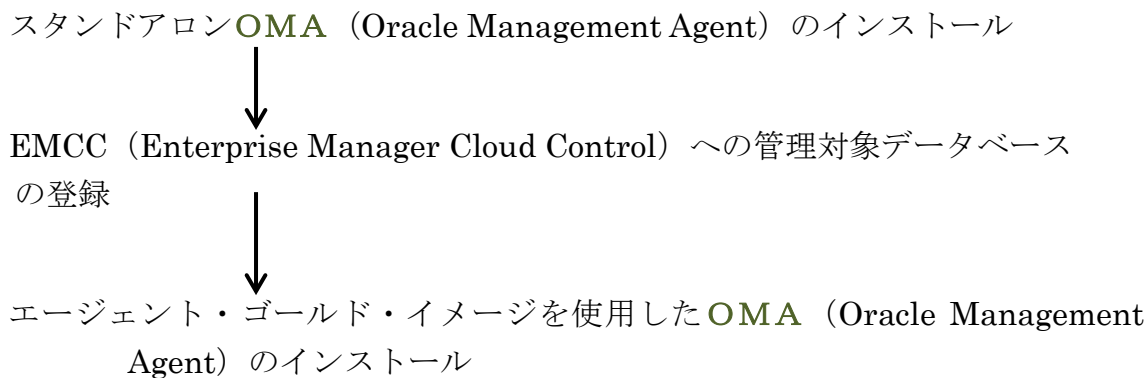 スタンドアロンＯＭＡ（Oracle Management Agent）のインストール
EMCC（Enterprise Manager Cloud Control）への管理対象データベース
の登録
エージェント・ゴールド・イメージを使用したＯＭＡ（Oracle Management
Agent）のインストール